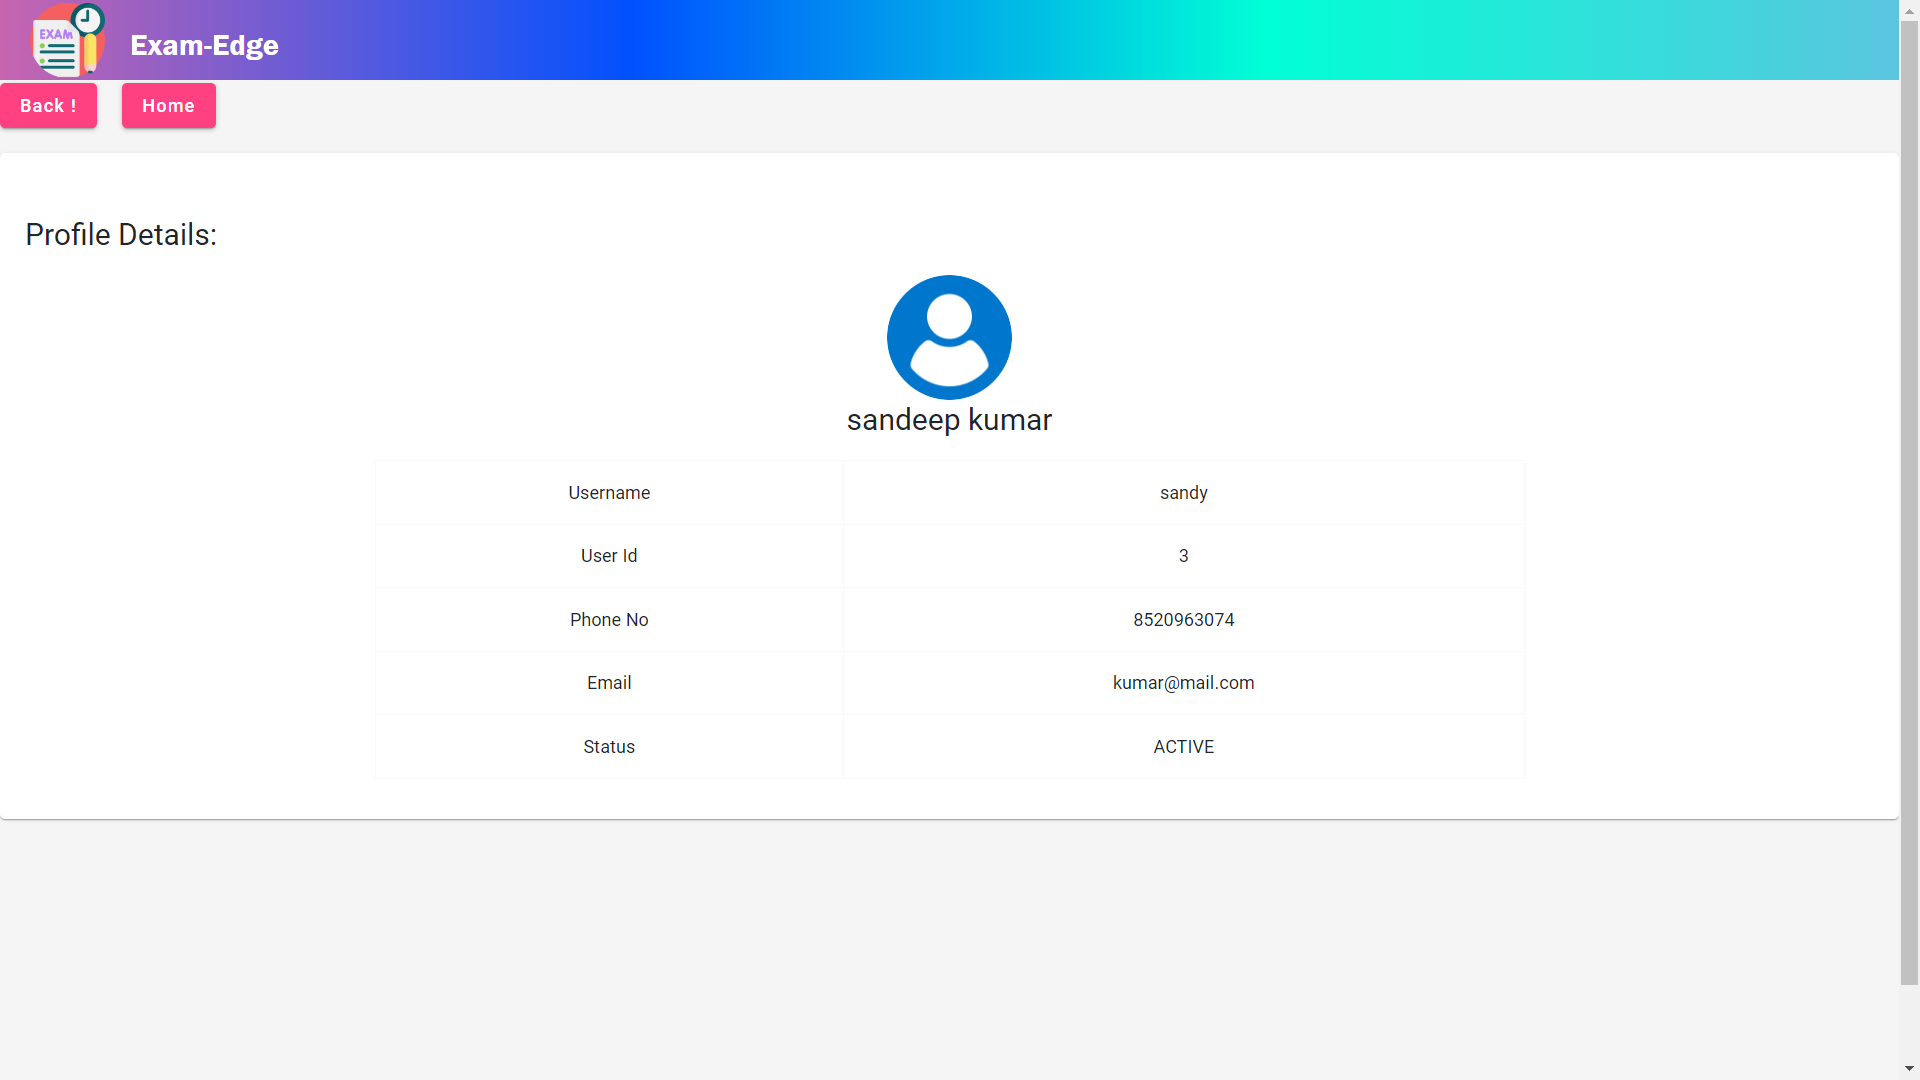 EXAM
Exam-Edge
Back !
Home
Profile Details:
sandeep kumar
Username sandy
User Id 3
Phone No 8520963074
Email kumar@mail.com
Status ACTIVE